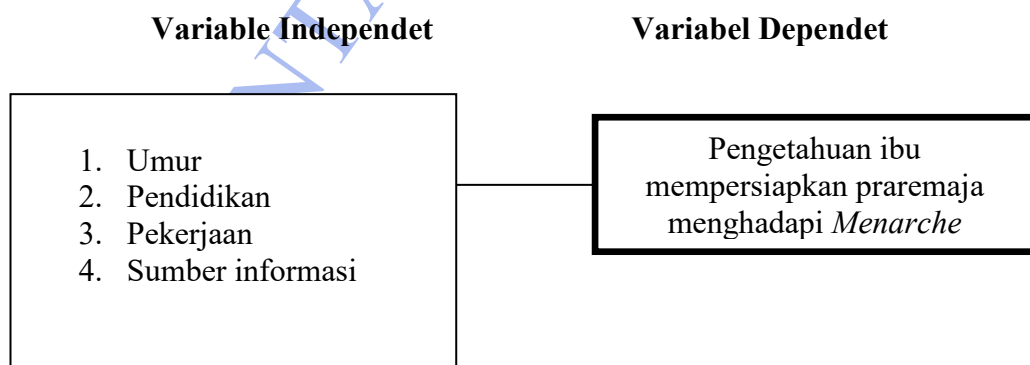 Variable Independet
Variabel Dependet
1. Umur
2. Pendidikan
3. Pekerjaan
4. Sumber informasi
Pengetahuan ibu
mempersiapkan praremaja
menghadapi Menarche